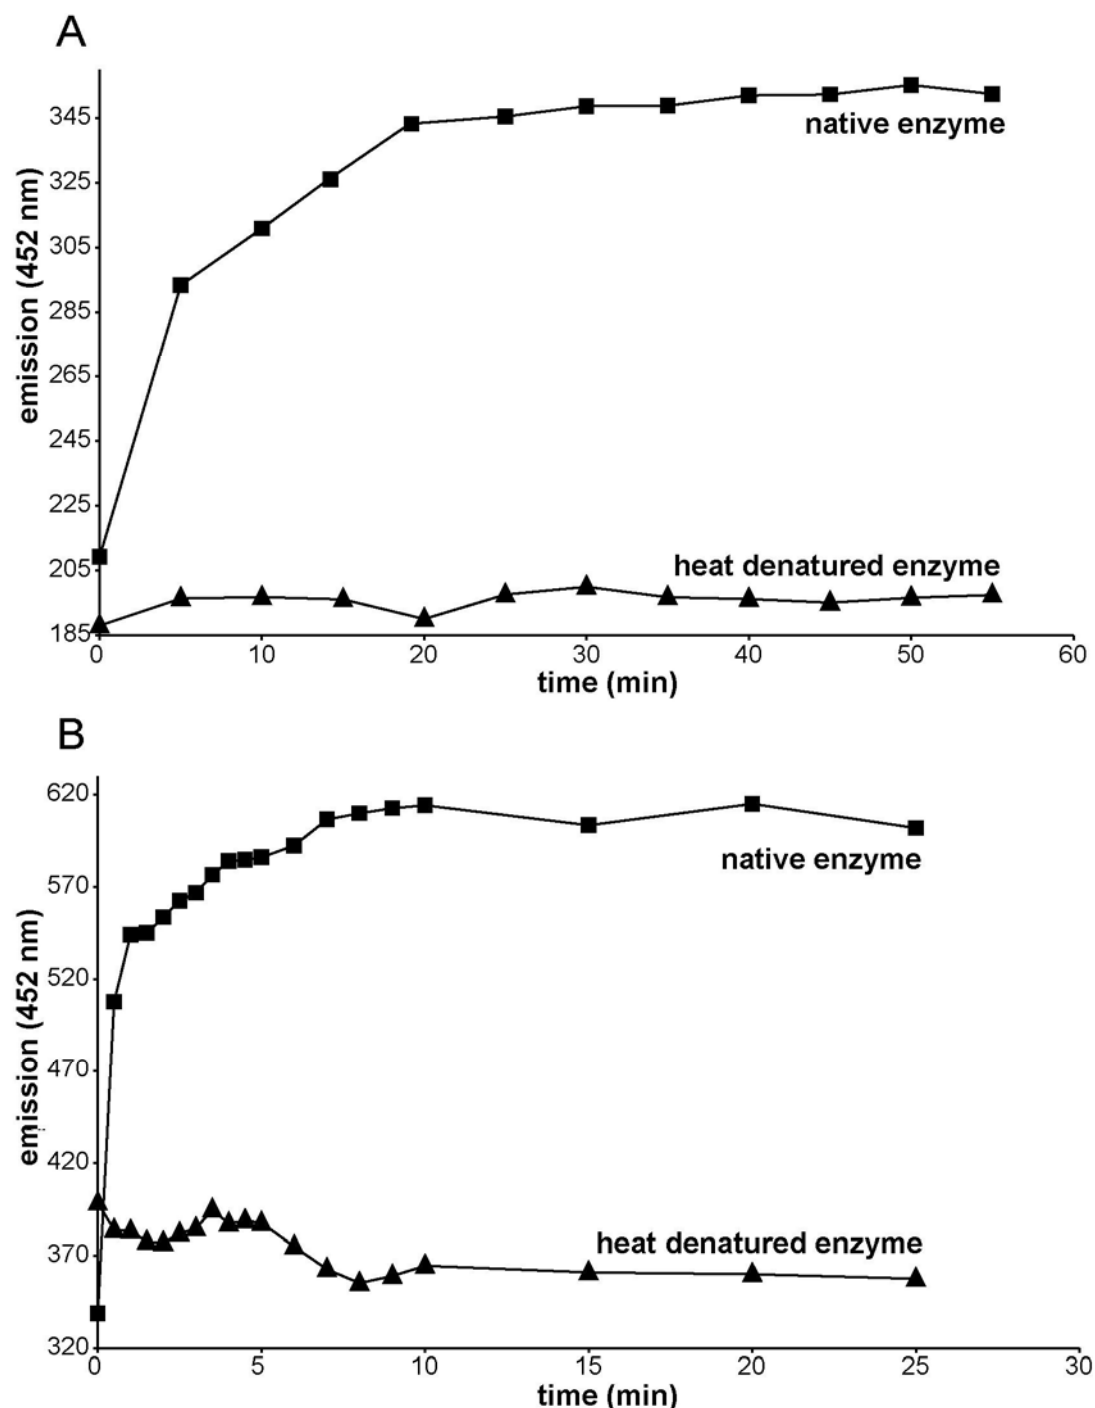 A
345
325
305
285
265
245
225
205
185
emission (452 nm)
native enzyme
heat denatured enzyme
0 10 20 30 40 50 60
time (min)
B
620
570
520
470
420
370
320
emission (452 nm)
native enzyme
heat denatured enzyme
0 5 10 15 20 25 30
time (min)